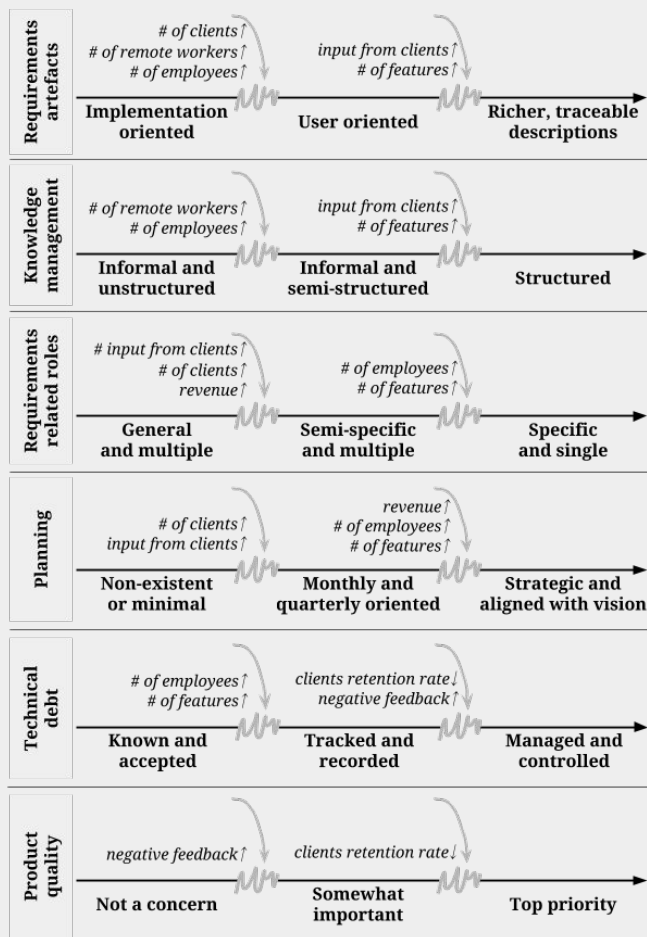 Requirements
artefacts
# of clients↑
# of remote workers↑
# of employees↑
input from clients↑
# of features↑
Implementation
oriented
User oriented
Richer, traceable
descriptions
Knowledge
management
# of remote workers↑
# of employees↑
input from clients↑
# of features↑
Informal and
unstructured
Informal and
semi-structured
Structured
Requirements
related roles
# input from clients↑
# of clients↑
revenue↑
# of employees↑
# of features↑
General
and multiple
Semi-specific
and multiple
Specific
and single
Planning
# of clients↑
input from clients↑
revenue↑
# of employees↑
# of features↑
Non-existent
or minimal
Monthly and
quarterly oriented
Strategic and
aligned with vision
Technical
debt
# of employees↑
# of features↑
clients retention rate↓
negative feedback↑
Known and
accepted
Tracked and
recorded
Managed and
controlled
Product
quality
negative feedback↑
clients retention rate↓
Not a concern
Somewhat
important
Top priority